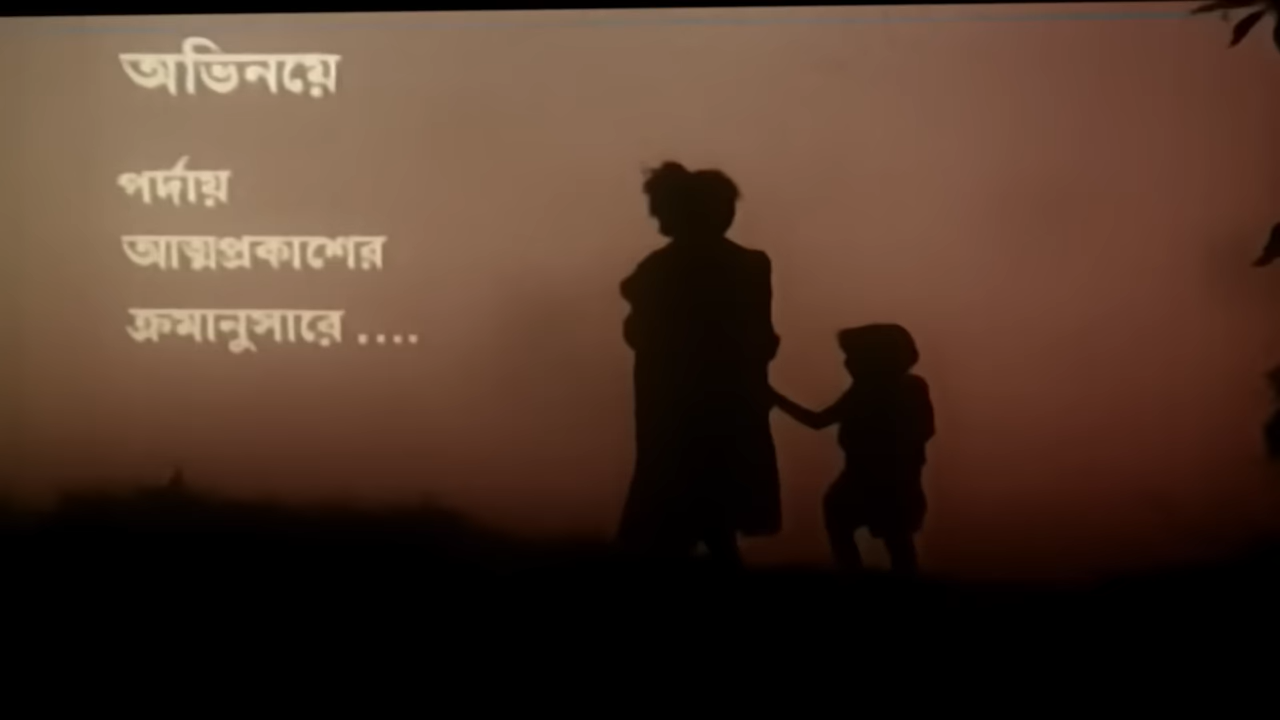 অভিনয়ে
পর্দায়
আত্মপ্রকাশের
ক্রমানুসারে ....